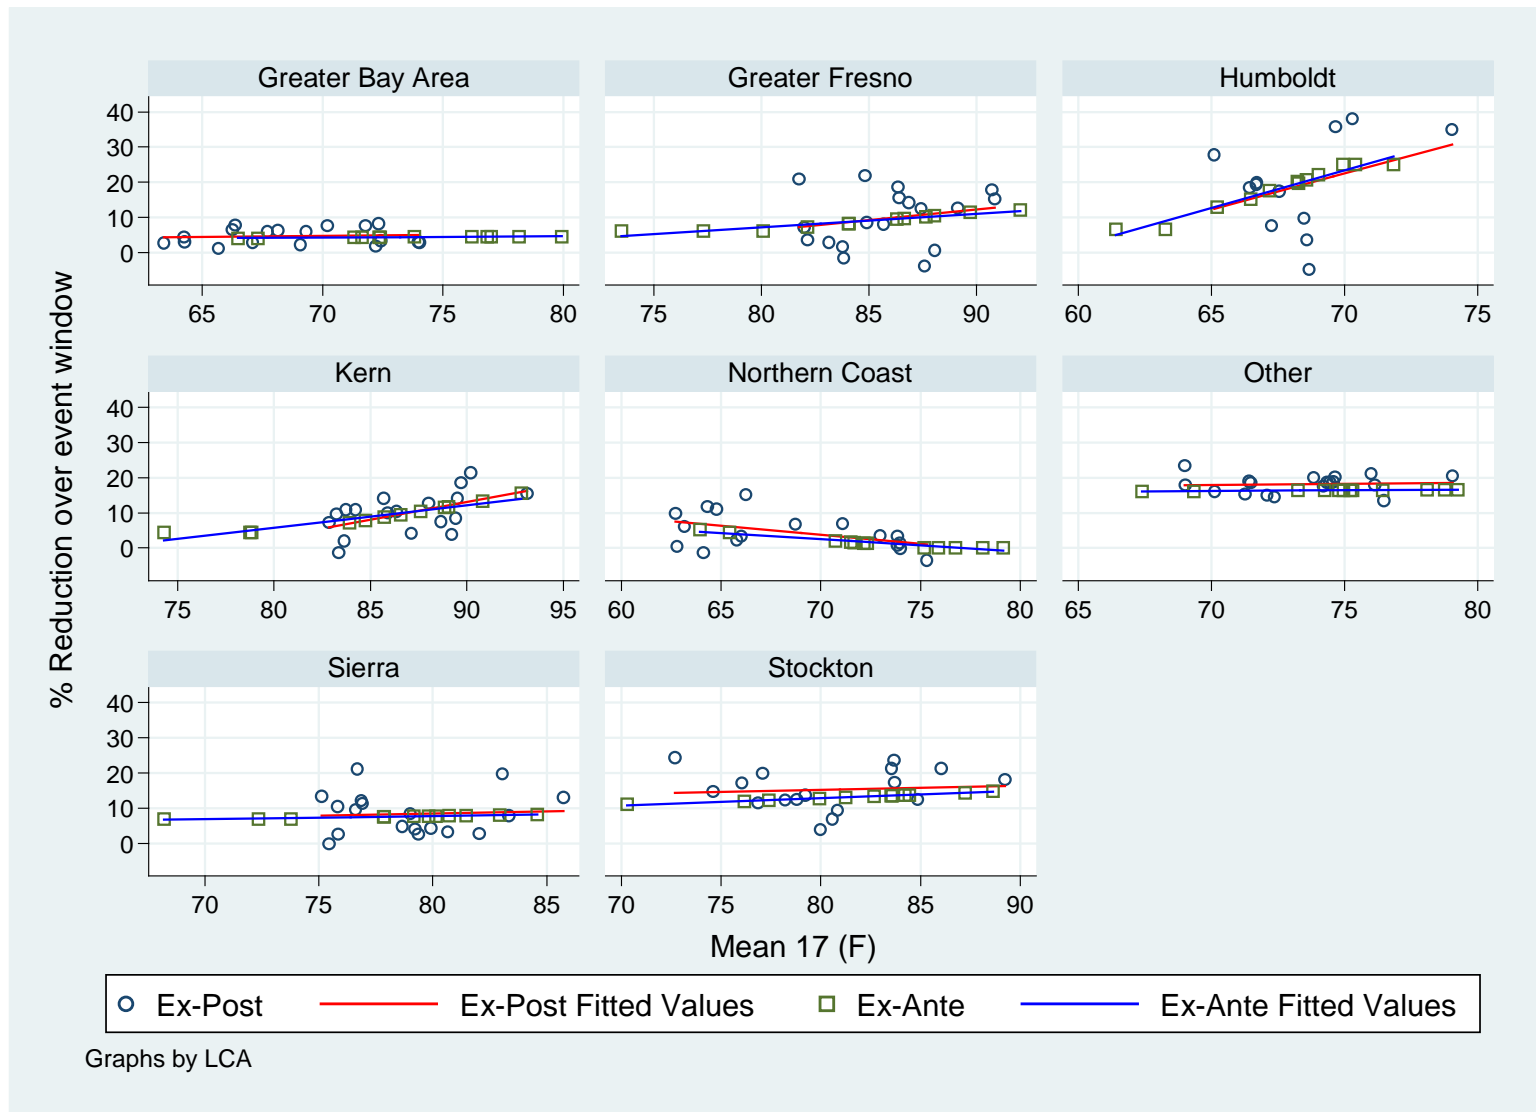 Greater Bay Area Greater Fresno Humboldt
40
30
20
10
0
65 70 75 80 75 80 85 90 60 65 70 75
Kern Northern Coast Other
40
30
20
10
0
75 80 85 90 95 60 65 70 75 80 65 70 75 80
Sierra Stockton
40
30
20
10
0
70 75 80 85 70 75 80 85 90
% Reduction over event window
Mean 17 (F)
Ex-Post Ex-Post Fitted Values Ex-Ante Ex-Ante Fitted Values
Graphs by LCA